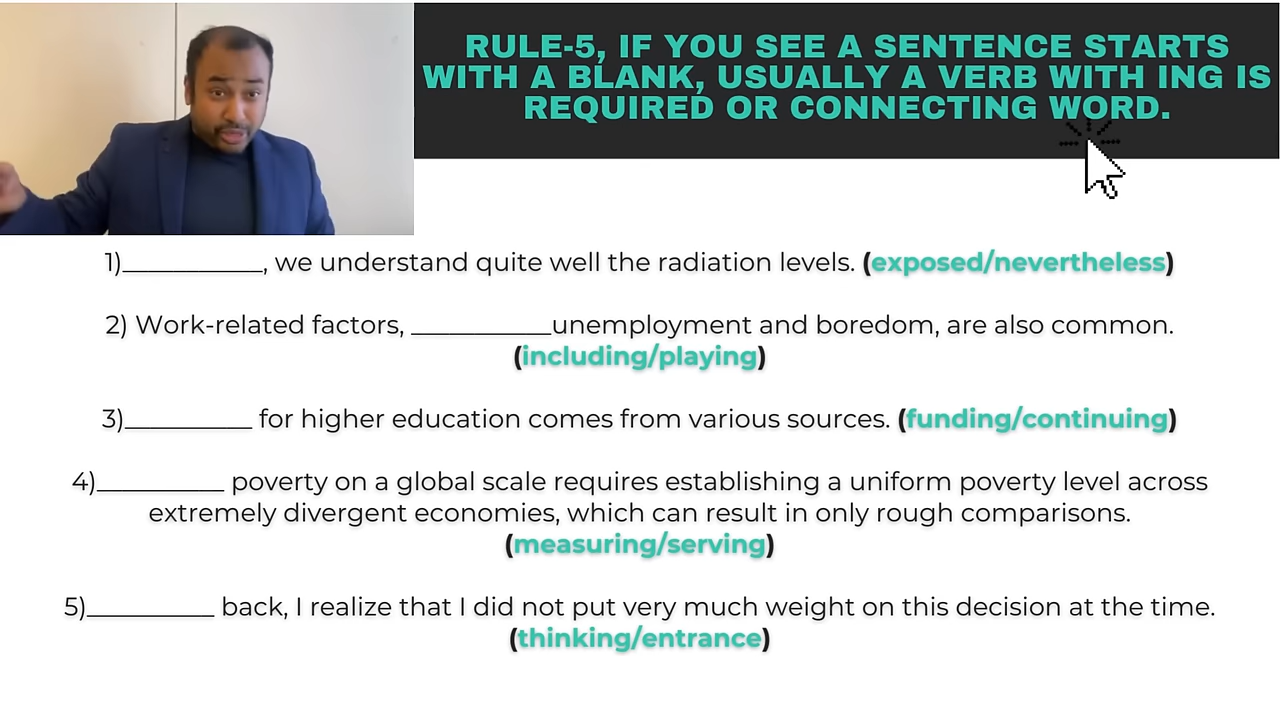 RULE-5, IF YOU SEE A SENTENCE STARTS
WITH A BLANK, USUALLY A VERB WITH ING IS
REQUIRED OR CONNECTING WORD.
1)__________, we understand quite well the radiation levels. (exposed/nevertheless)
2) Work-related factors, __________unemployment and boredom, are also common.
(including/playing)
3)_________ for higher education comes from various sources. (funding/continuing)
4)_________ poverty on a global scale requires establishing a uniform poverty level across
extremely divergent economies, which can result in only rough comparisons.
(measuring/serving)
5)_________ back, I realize that I did not put very much weight on this decision at the time.
(thinking/entrance)